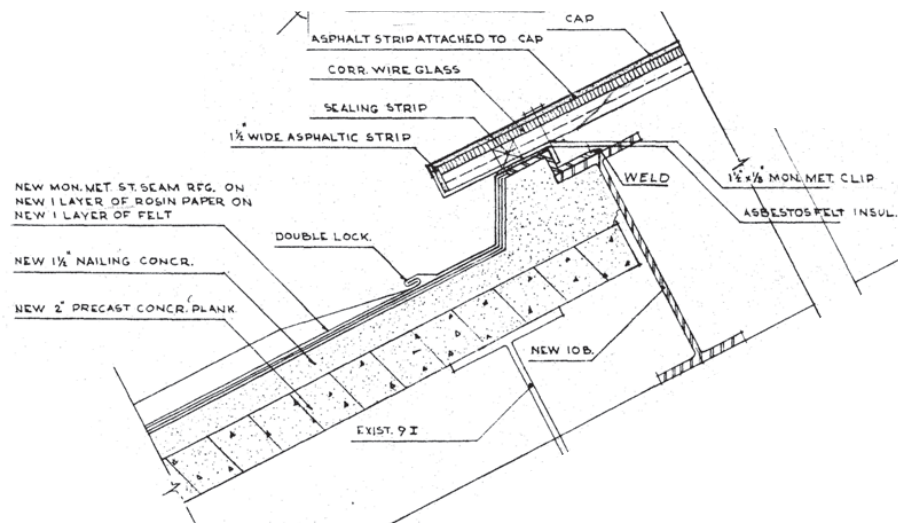 CAP
ASPHALT STRIP ATTACHED TO CAP
CORR. WIRE GLASS
SEALING STRIP
1½" WIDE ASPHALTIC STRIP
WELD
1½" x ⅛" MON. MET. CLIP
ASBESTOS FELT INSUL.
NEW MON. MET. ST. SEAM RFG. ON
NEW 1 LAYER OF ROSIN PAPER ON
NEW 1 LAYER OF FELT
DOUBLE LOCK.
NEW 1½" NAILING CONCR.
NEW 2" PRECAST CONCR. PLANK
NEW 10B.
EXIST. 9 I